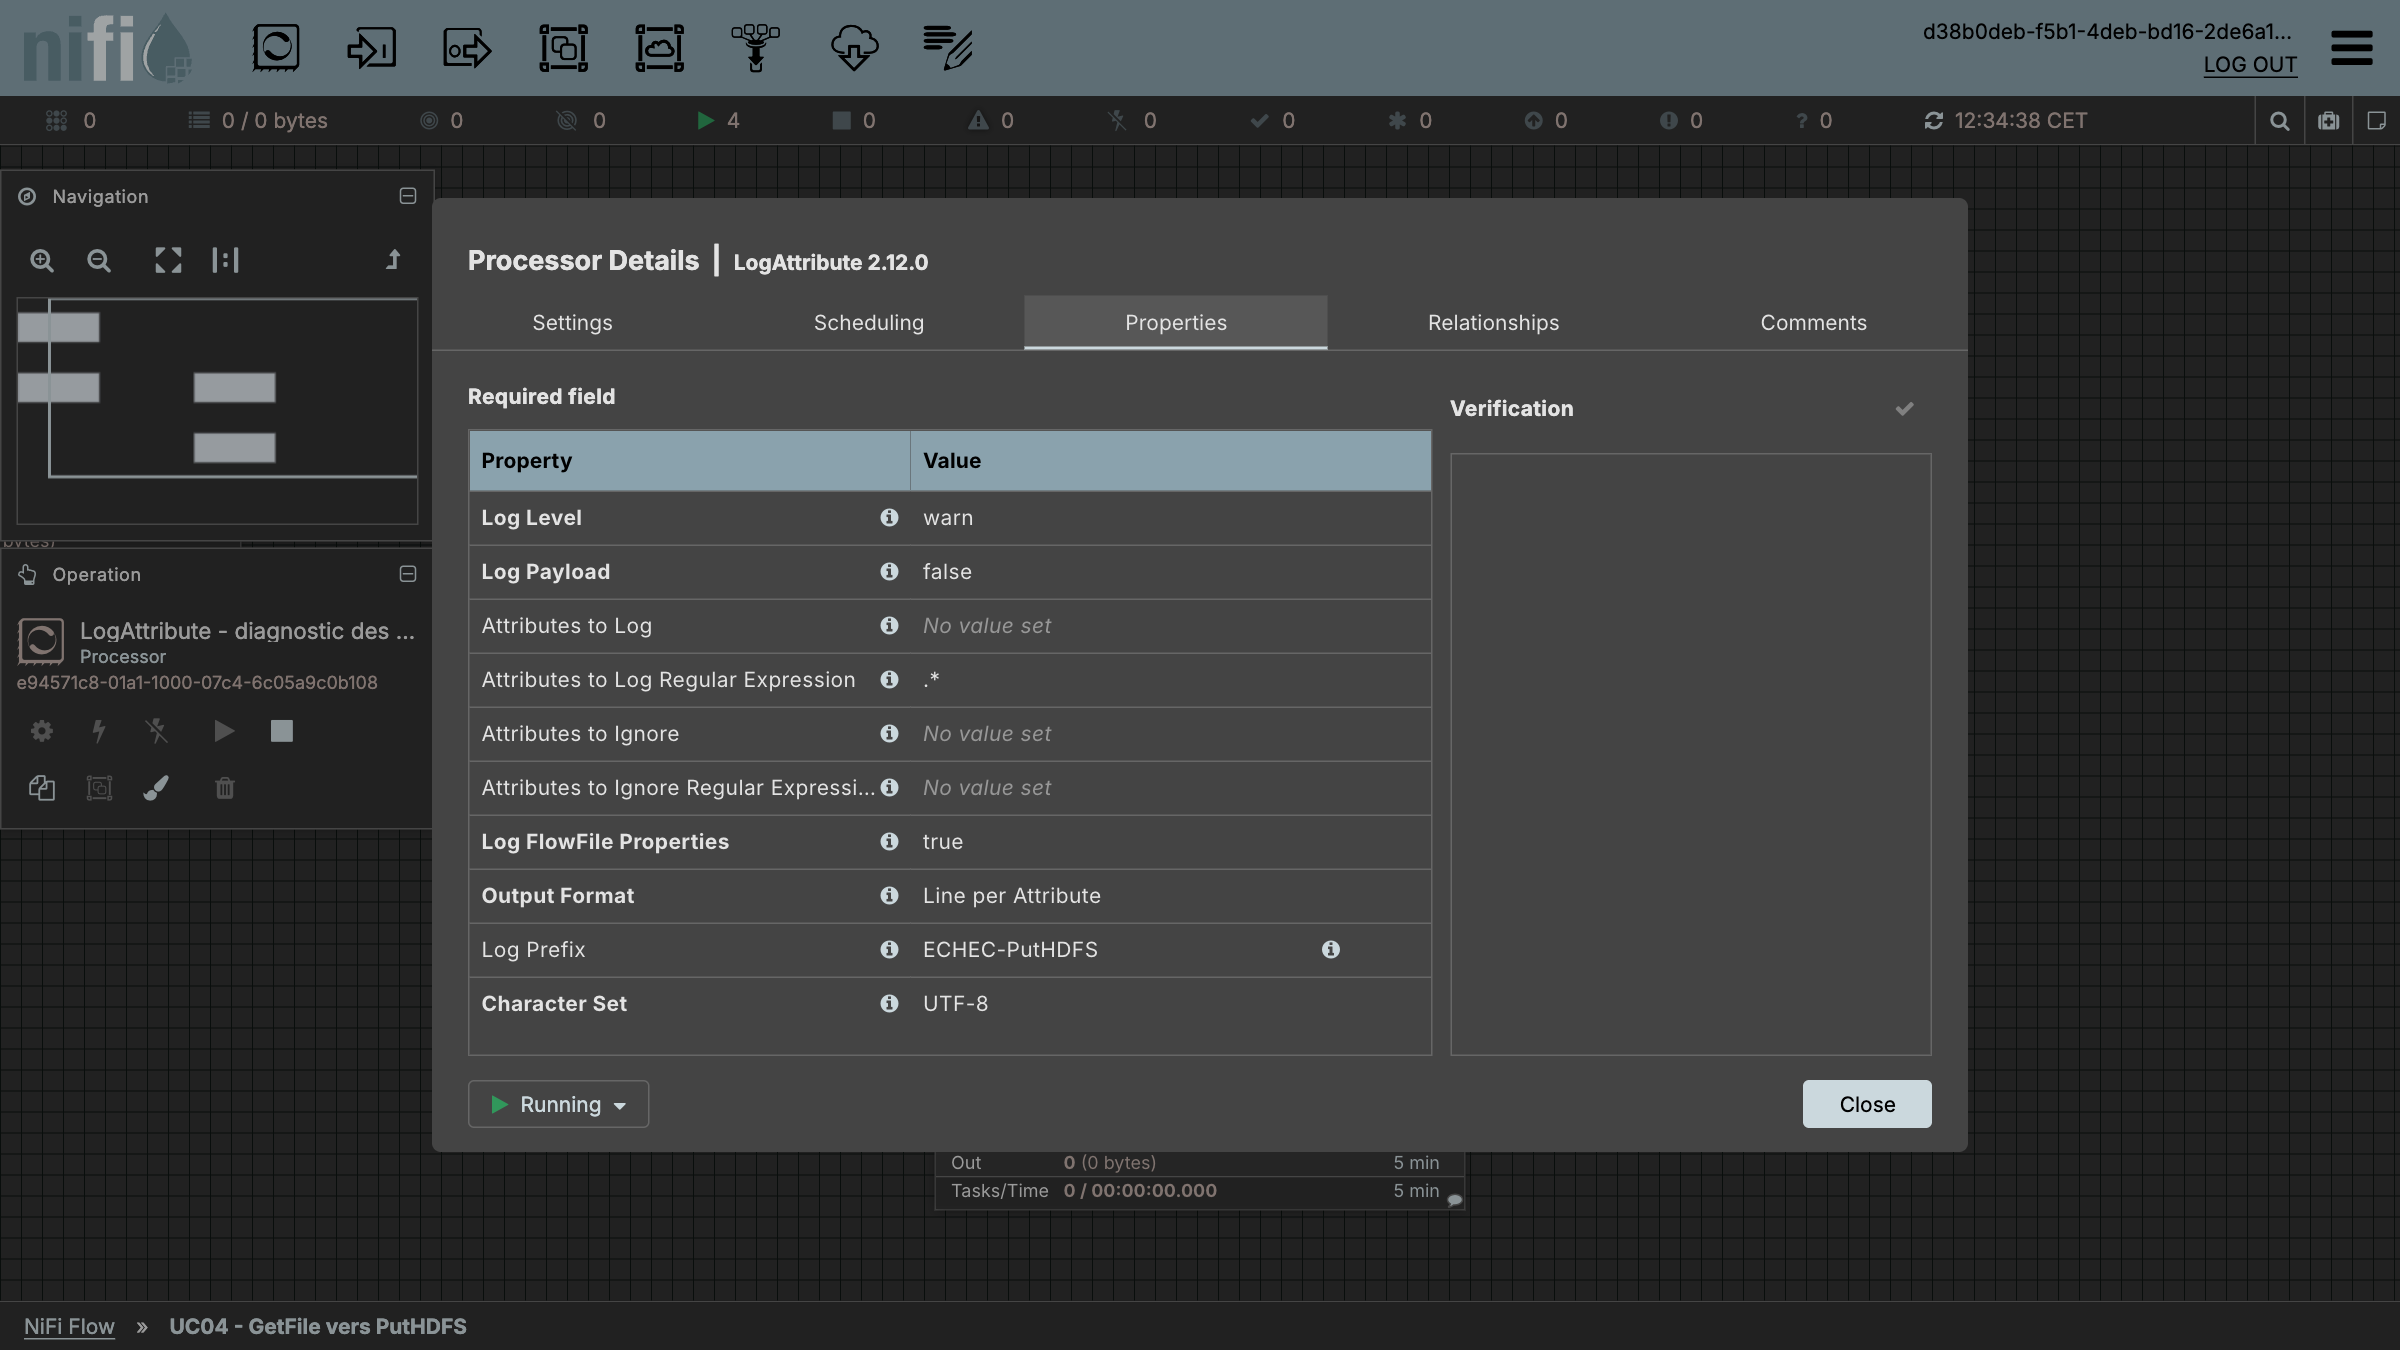 nifi
d38b0deb-f5b1-4deb-bd16-2de6a1...
LOG OUT
0
0 / 0 bytes
0
0
4
0
0
0
0
0
0
0
0
12:34:38 CET
Navigation
bytes)
Operation
LogAttribute - diagnostic des ...
Processor
e94571c8-01a1-1000-07c4-6c05a9c0b108
Processor Details | LogAttribute 2.12.0
Settings
Scheduling
Properties
Relationships
Comments
Required field
Verification
Property Value
Log Level warn
Log Payload false
Attributes to Log No value set
Attributes to Log Regular Expression .*
Attributes to Ignore No value set
Attributes to Ignore Regular Expressi... No value set
Log FlowFile Properties true
Output Format Line per Attribute
Log Prefix ECHEC-PutHDFS
Character Set UTF-8
Running
Close
Out 0 (0 bytes) 5 min
Tasks/Time 0 / 00:00:00.000 5 min
NiFi Flow » UC04 - GetFile vers PutHDFS